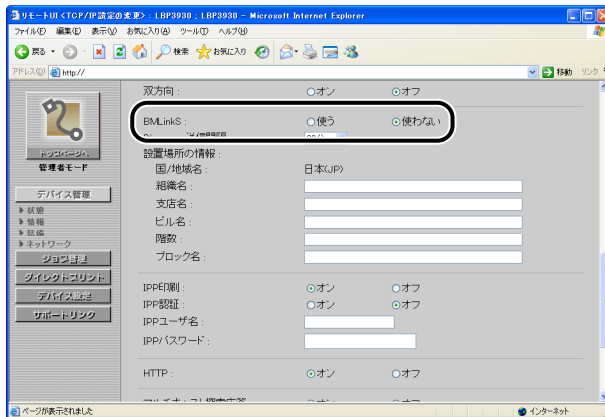 リモートUI <TCP/IP設定の変更> : LBP3930 ; LBP3930 - Microsoft Internet Explorer
ファイル(F) 編集(E) 表示(V) お気に入り(A) ツール(T) ヘルプ(H)
戻る 検索 お気に入り
アドレス(D) http:// 移動 リンク
双方向 : オン オフ
BMLinkS : 使う 使わない
設置場所の情報 :
国/地域名 : 日本(JP)
組織名 :
支店名 :
ビル名 :
階数 :
ブロック名 :
IPP印刷 : オン オフ
IPP認証 : オン オフ
IPPユーザ名 :
IPPパスワード :
HTTP : オン オフ
トップページへ
管理者モード
デバイス管理
状態
情報
装備
ネットワーク
ジョブ管理
ダイレクトプリント
デバイス設定
サポートリンク
ページが表示されました インターネット